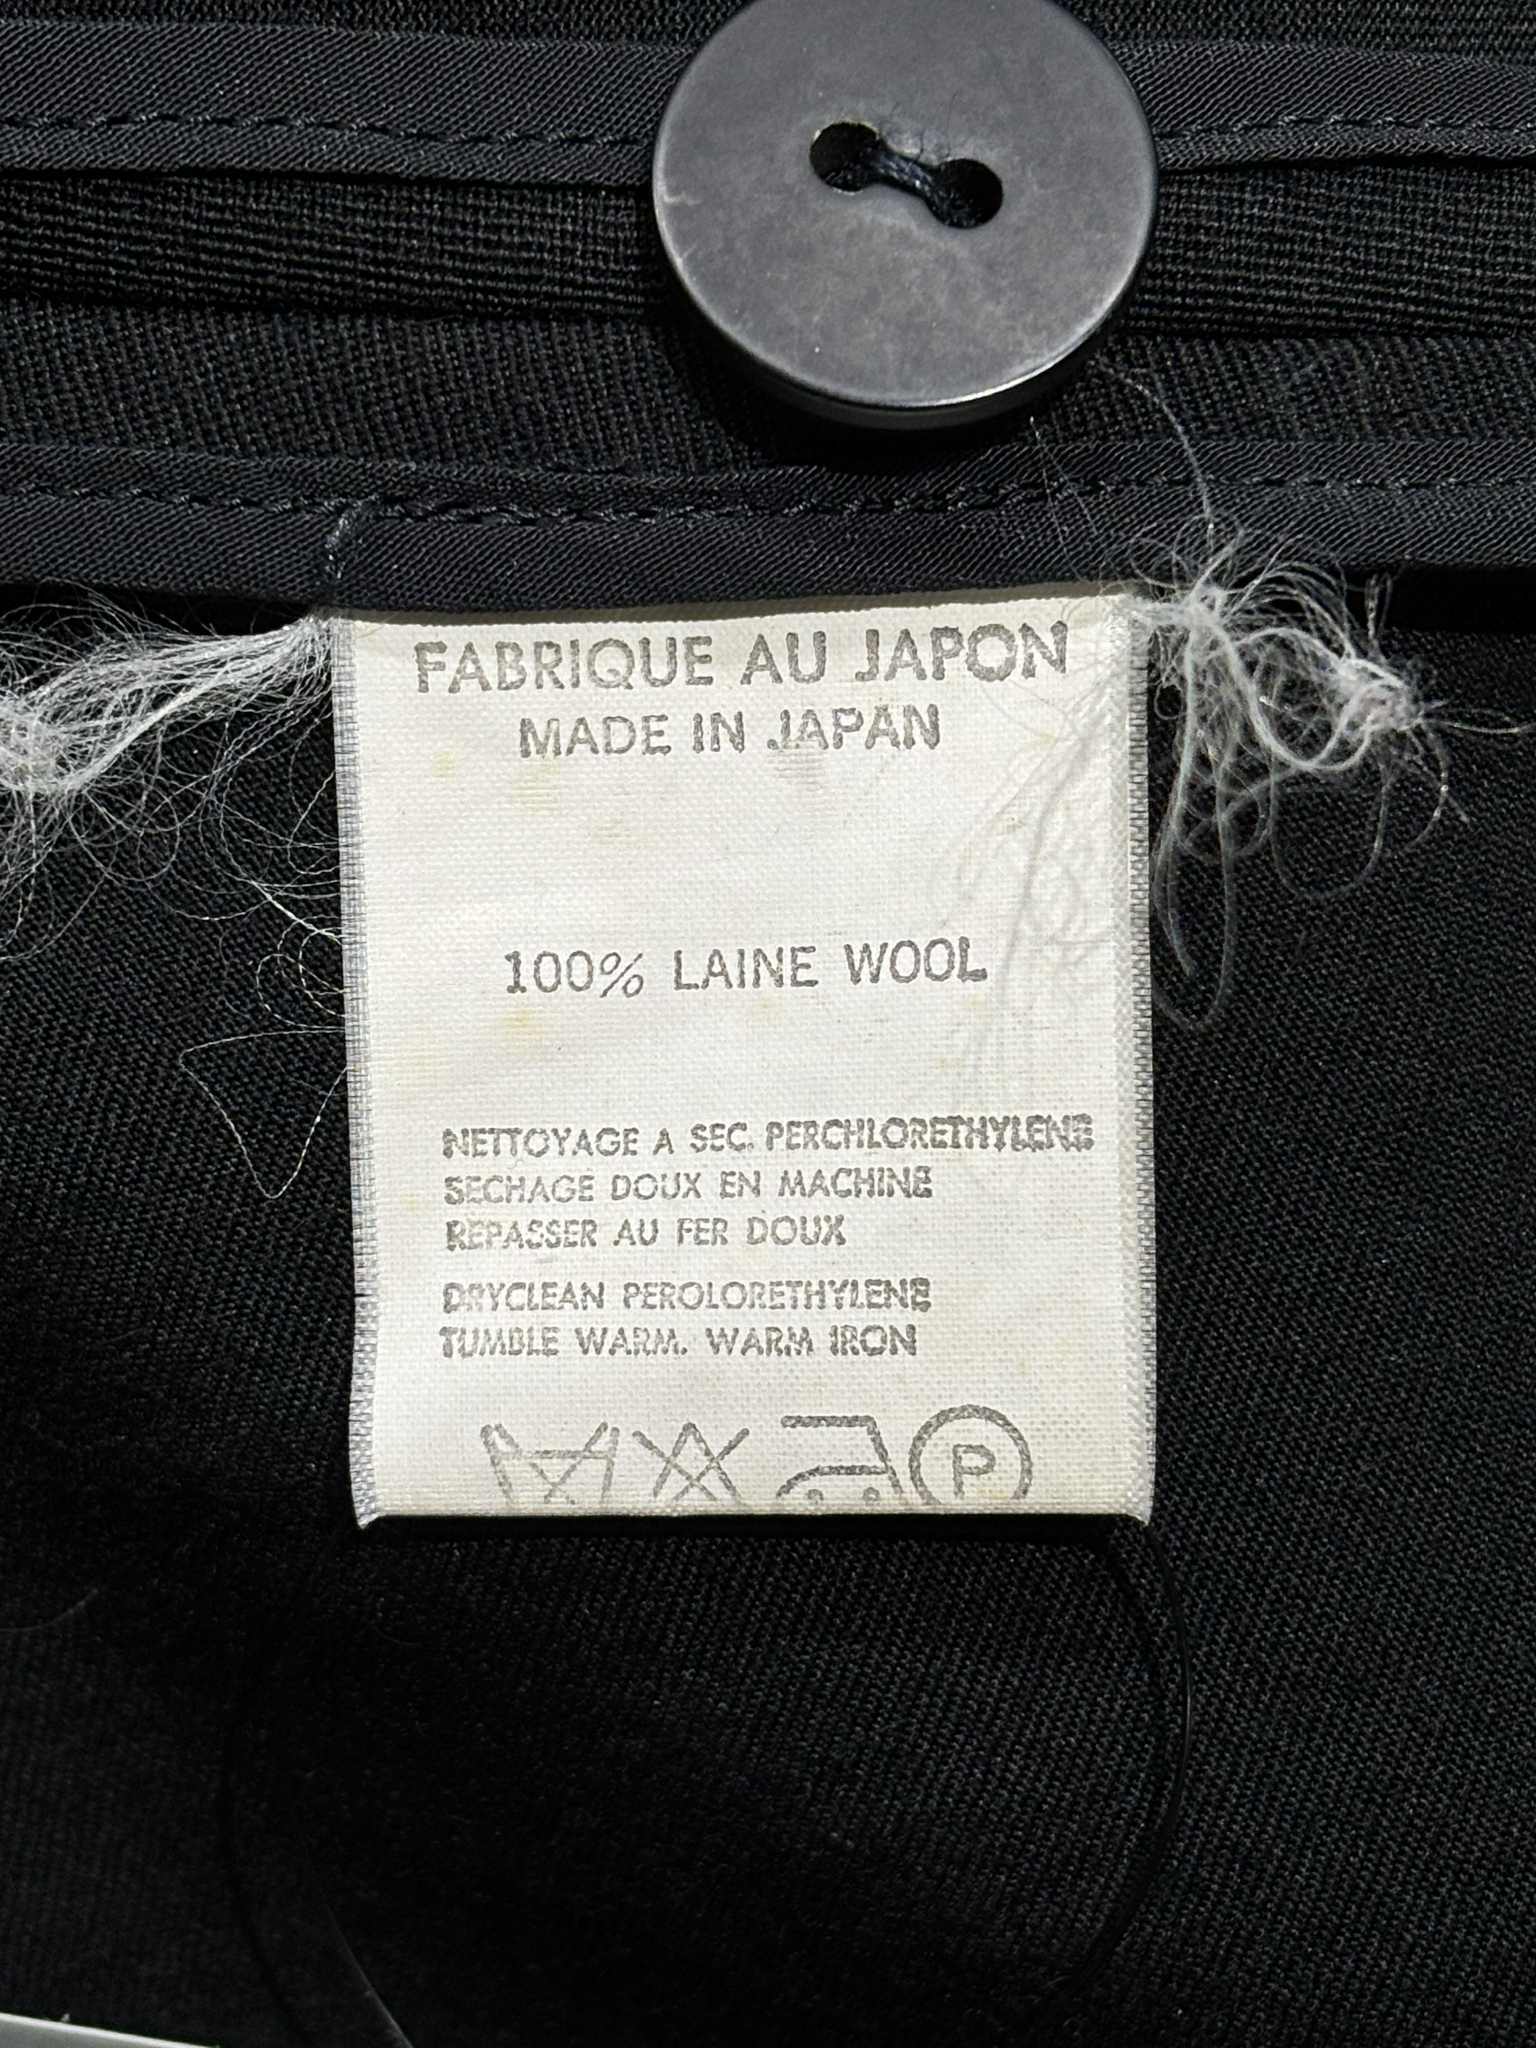 FABRIQUE AU JAPON
MADE IN JAPAN
100% LAINE WOOL
NETTOYAGE A SEC. PERCHLORETHYLENE
SECHAGE DOUX EN MACHINE
REPASSER AU FER DOUX
DRYCLEAN PEROLORETHYLENE
TUMBLE WARM. WARM IRON
P